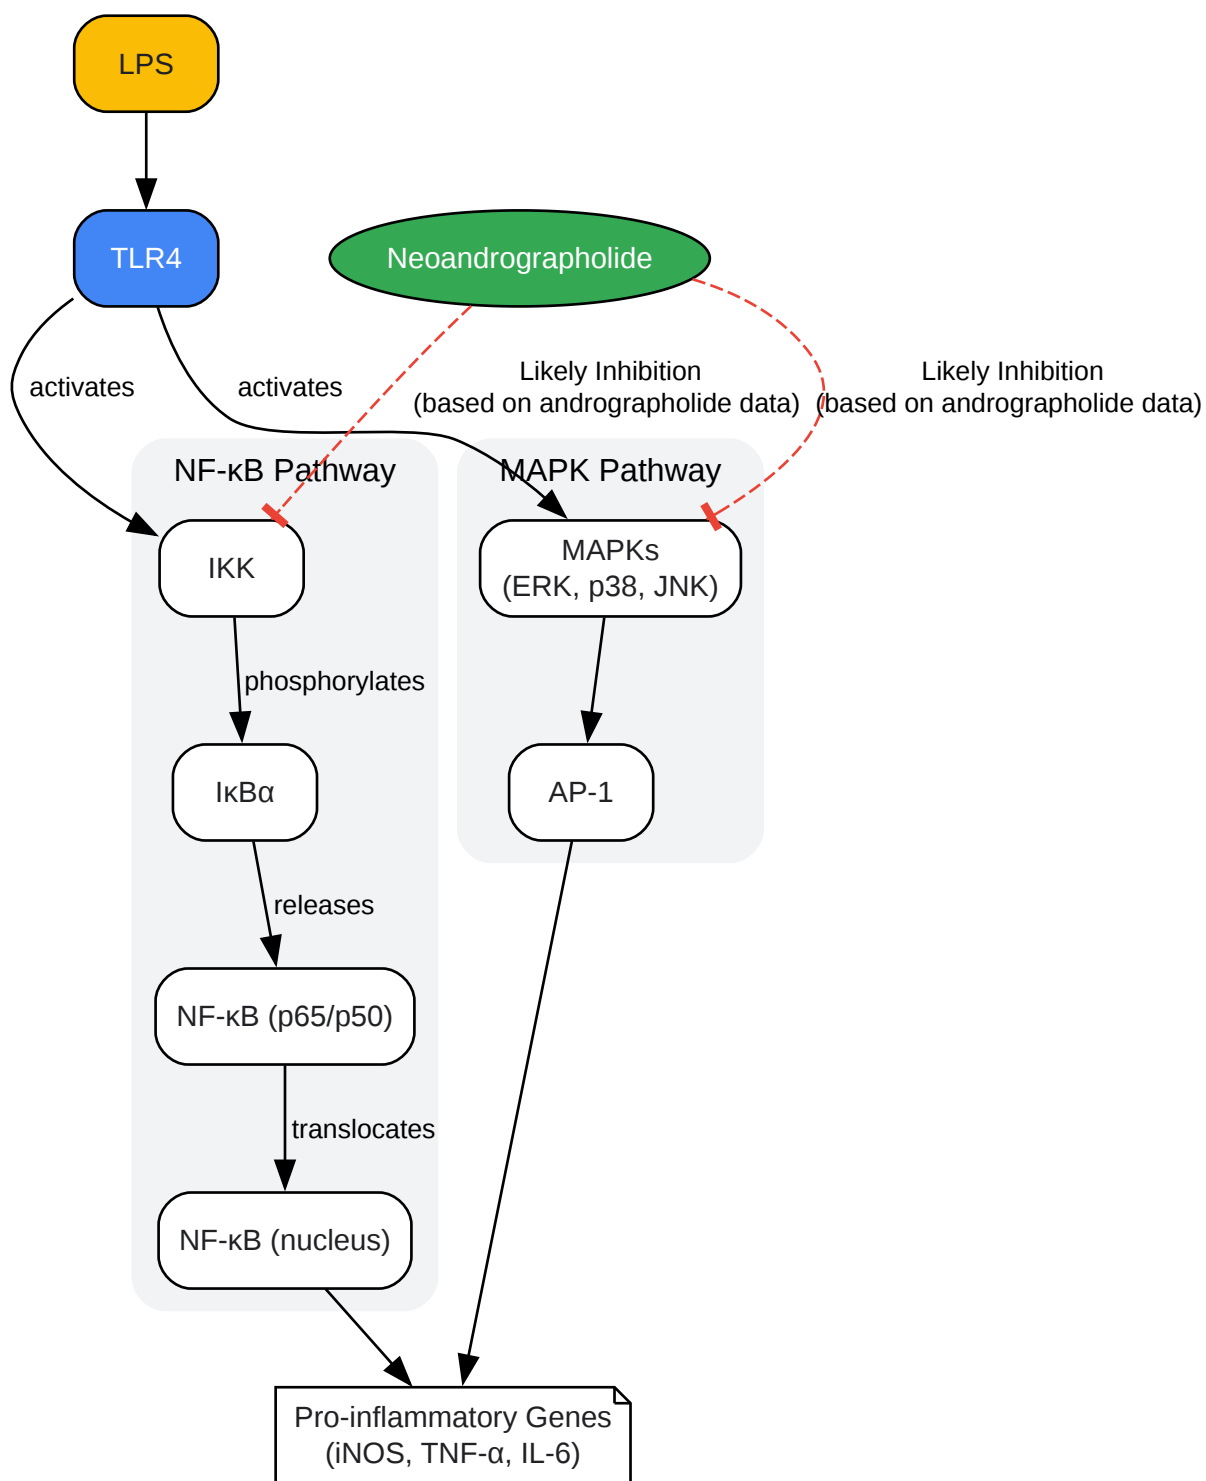 LPS
TLR4
Neoandrographolide
activates
activates
Likely Inhibition
(based on andrographolide data)
Likely Inhibition
(based on andrographolide data)
NF-κB Pathway
MAPK Pathway
IKK
MAPKs
(ERK, p38, JNK)
phosphorylates
IκBα
AP-1
releases
NF-κB (p65/p50)
translocates
NF-κB (nucleus)
Pro-inflammatory Genes
(iNOS, TNF-α, IL-6)